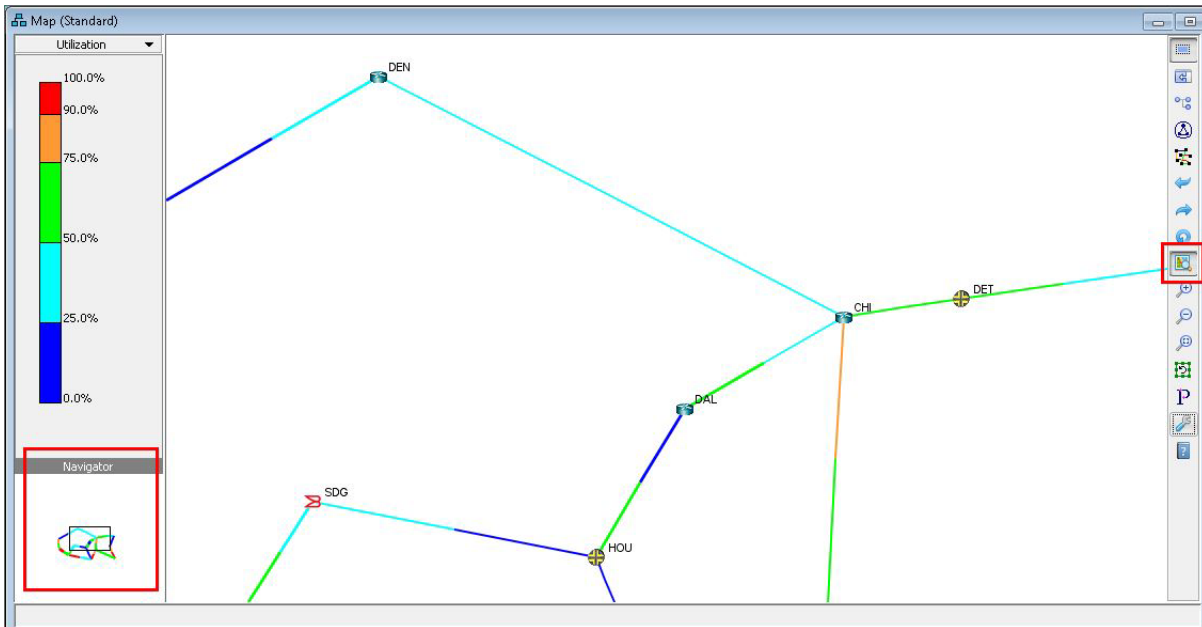 Map (Standard)
Utilization
100.0%
90.0%
75.0%
50.0%
25.0%
0.0%
Navigator
DEN
CHI
DET
DAL
SDG
HOU
P
?